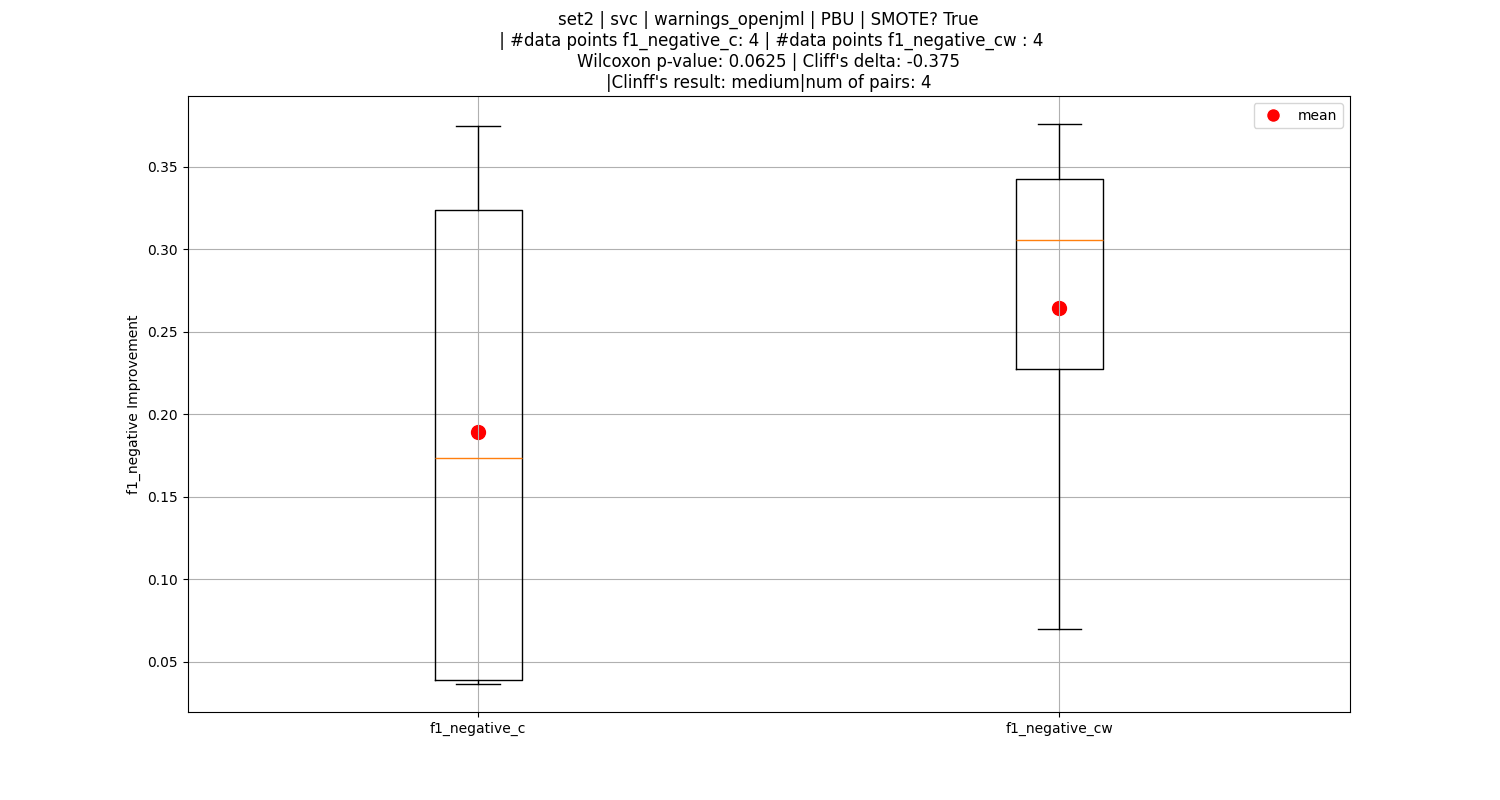 set2 | svc | warnings_openjml | PBU | SMOTE? True
| #data points f1_negative_c: 4 | #data points f1_negative_cw : 4
Wilcoxon p-value: 0.0625 | Cliff's delta: -0.375
|Clinff's result: medium|num of pairs: 4
mean
0.35
0.30
0.25
0.20
0.15
0.10
0.05
f1_negative Improvement
f1_negative_c
f1_negative_cw